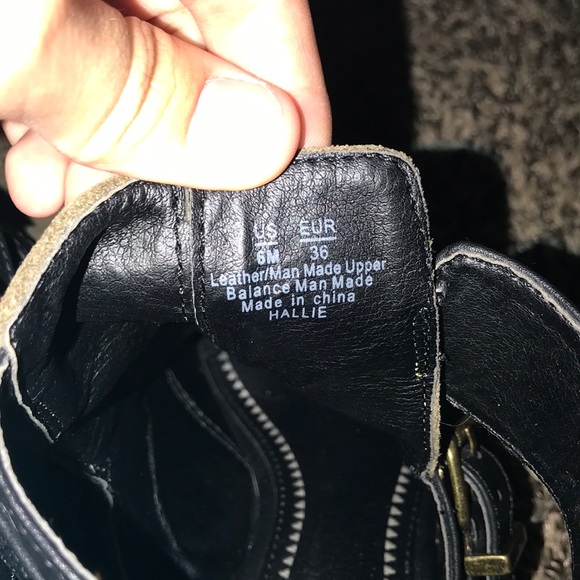 US EUR
6M 36
Leather/Man Made Upper
Balance Man Made
Made in china
HALLIE